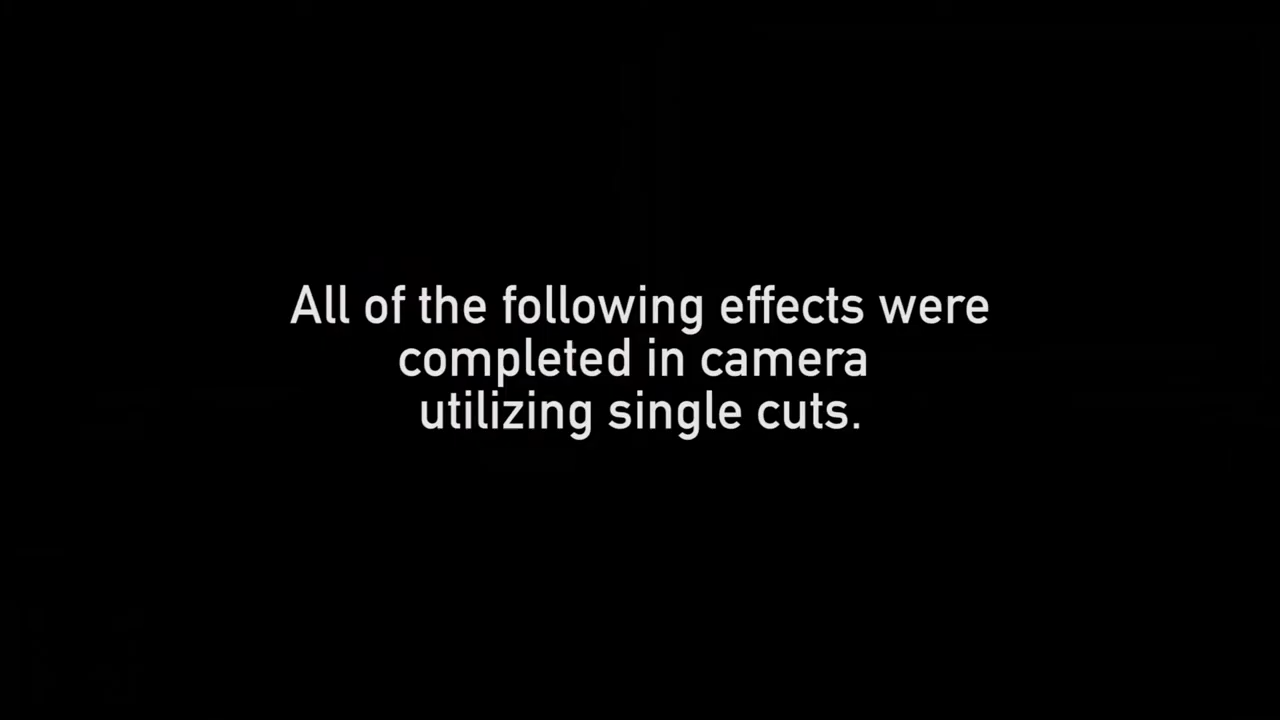 All of the following effects were
completed in camera
utilizing single cuts.